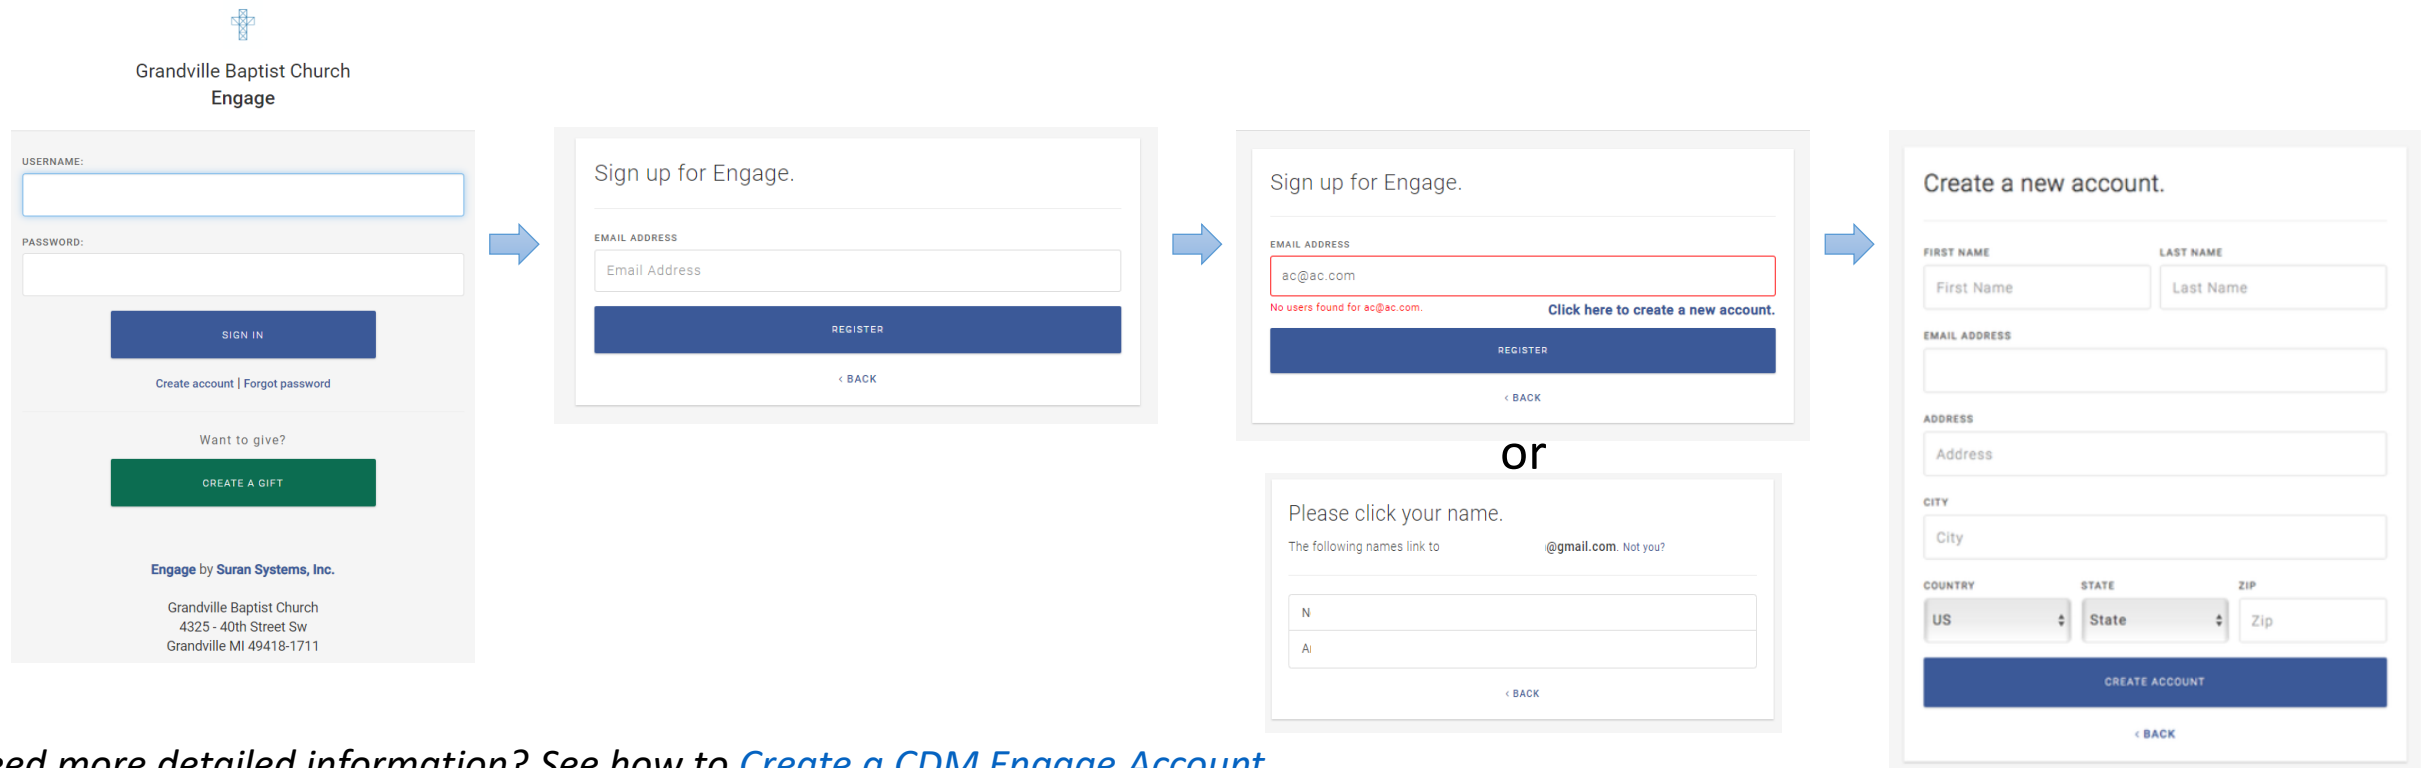 Grandville Baptist Church
Engage
USERNAME:
PASSWORD:
SIGN IN
Create account | Forgot password
Want to give?
CREATE A GIFT
Engage by Suran Systems, Inc.
Grandville Baptist Church
4325 - 40th Street Sw
Grandville MI 49418-1711
Sign up for Engage.
EMAIL ADDRESS
Email Address
REGISTER
< BACK
Sign up for Engage.
EMAIL ADDRESS
ac@ac.com
No users found for ac@ac.com. Click here to create a new account.
REGISTER
< BACK
or
Please click your name.
The following names link to @gmail.com. Not you?
N
< BACK
Create a new account.
FIRST NAME LAST NAME
First Name Last Name
EMAIL ADDRESS
ADDRESS
Address
CITY
City
COUNTRY STATE ZIP
US State Zip
CREATE ACCOUNT
< BACK
more detailed information? See how to Create a CDM Engage Account